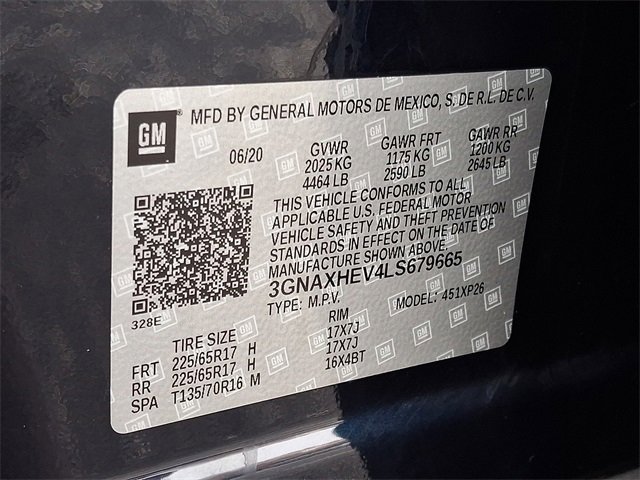 GM ® MFD BY GENERAL MOTORS DE MEXICO, S. DE R.L. DE C.V.
06/20 GVWR GAWR FRT GAWR RR
2025 KG 1175 KG 1200 KG
4464 LB 2590 LB 2645 LB
THIS VEHICLE CONFORMS TO ALL
APPLICABLE U.S. FEDERAL MOTOR
VEHICLE SAFETY AND THEFT PREVENTION
STANDARDS IN EFFECT ON THE DATE OF
MANUFACTURE SHOWN ABOVE.
3GNAXHEV4LS679665
TYPE: M.P.V. MODEL: 451XP26
328E
TIRE SIZE RIM
FRT 225/65R17 H 17X7J
RR 225/65R17 H 17X7J
SPA T135/70R16 M 16X4BT